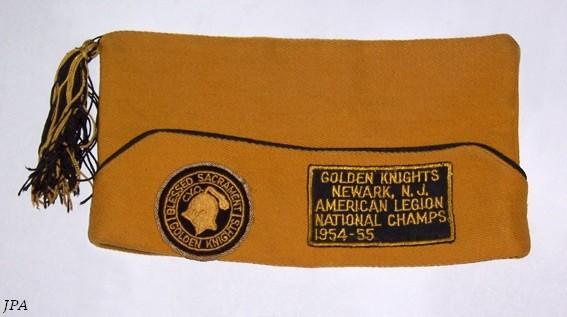 BLESSED SACRAMENT
CYO
GOLDEN KNIGHTS
GOLDEN KNIGHTS
NEWARK, N.J.
AMERICAN LEGION
NATIONAL CHAMPS
1954-55
JPA